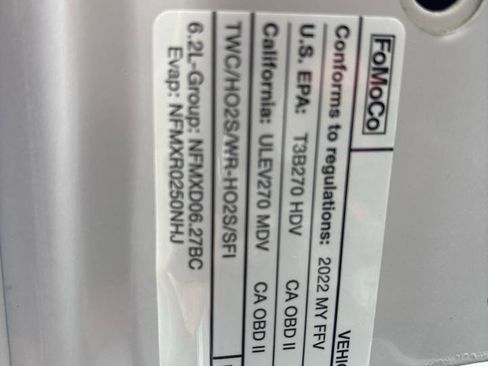 FoMoCo
VEHIC
Conforms to regulations: 2022 MY FFV
U.S. EPA: T3B270 HDV CA OBD II
California: ULEV270 MDV CA OBD II
TWC/HO2S/WR-HO2S/SFI
6.2L-Group: NFMXD06.27BC
Evap: NFMXR0250NHJ